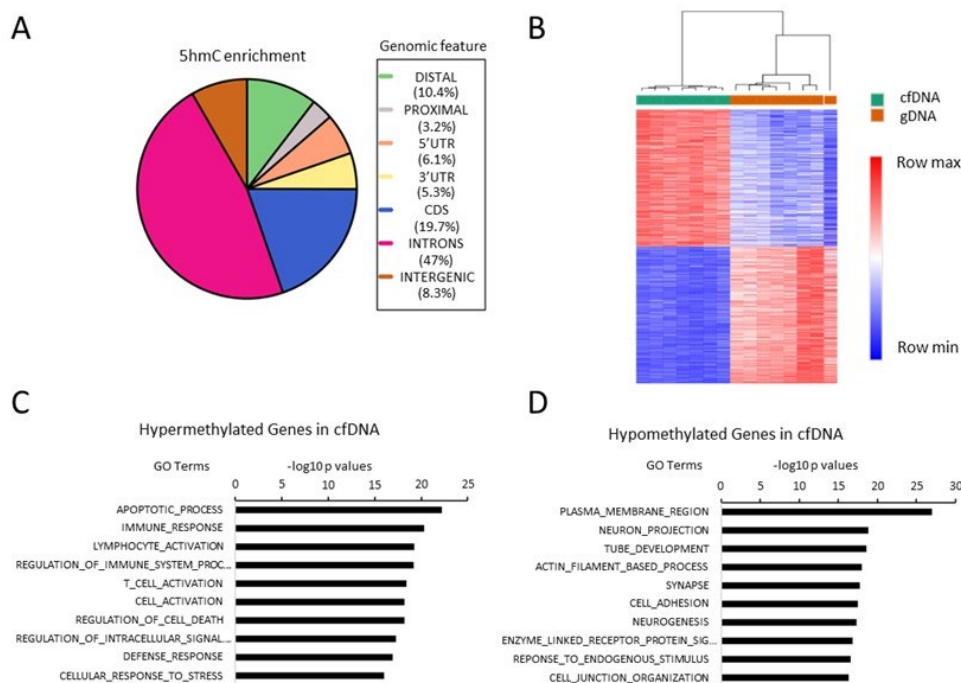 A
5hmC enrichment
Genomic feature
DISTAL
(10.4%)
PROXIMAL
(3.2%)
5'UTR
(6.1%)
3'UTR
(5.3%)
CDS
(19.7%)
INTRONS
(47%)
INTERGENIC
(8.3%)
B
cfDNA
gDNA
Row max
Row min
C
Hypermethylated Genes in cfDNA
GO Terms
-log10 p values
0 5 10 15 20 25
APOPTOTIC_PROCESS
IMMUNE_RESPONSE
LYMPHOCYTE_ACTIVATION
REGULATION_OF_IMMUNE_SYSTEM_PROC...
T_CELL_ACTIVATION
CELL_ACTIVATION
REGULATION_OF_CELL_DEATH
REGULATION_OF_INTRACELLULAR_SIGNAL...
DEFENSE_RESPONSE
CELLULAR_RESPONSE_TO_STRESS
D
Hypomethylated Genes in cfDNA
GO Terms
-log10 p values
0 5 10 15 20 25 30
PLASMA_MEMBRANE_REGION
NEURON_PROJECTION
TUBE_DEVELOPMENT
ACTIN_FILAMENT_BASED_PROCESS
SYNAPSE
CELL_ADHESION
NEUROGENESIS
ENZYME_LINKED_RECEPTOR_PROTEIN_SIG...
REPONSE_TO_ENDOGENOUS_STIMULUS
CELL_JUNCTION_ORGANIZATION